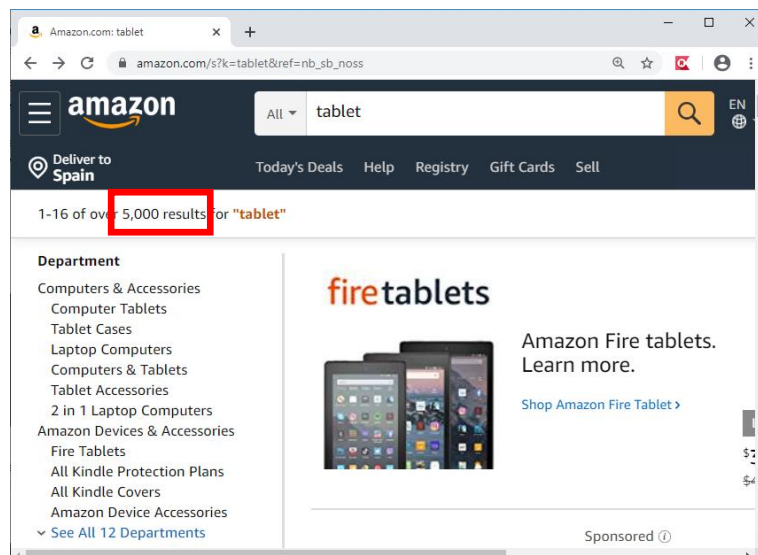 Amazon.com: tablet
amazon.com/s?k=tablet&ref=nb_sb_noss
amazon
All
tablet
EN
Deliver to
Spain
Today's Deals Help Registry Gift Cards Sell
1-16 of over 5,000 results for "tablet"
Department
Computers & Accessories
Computer Tablets
Tablet Cases
Laptop Computers
Computers & Tablets
Tablet Accessories
2 in 1 Laptop Computers
Amazon Devices & Accessories
Fire Tablets
All Kindle Protection Plans
All Kindle Covers
Amazon Device Accessories
See All 12 Departments
fire tablets
Amazon Fire tablets.
Learn more.
Shop Amazon Fire Tablet ›
Sponsored